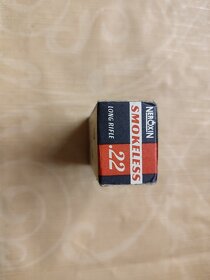 NEROXIN
SMOKELESS
.22
LONG RIFLE